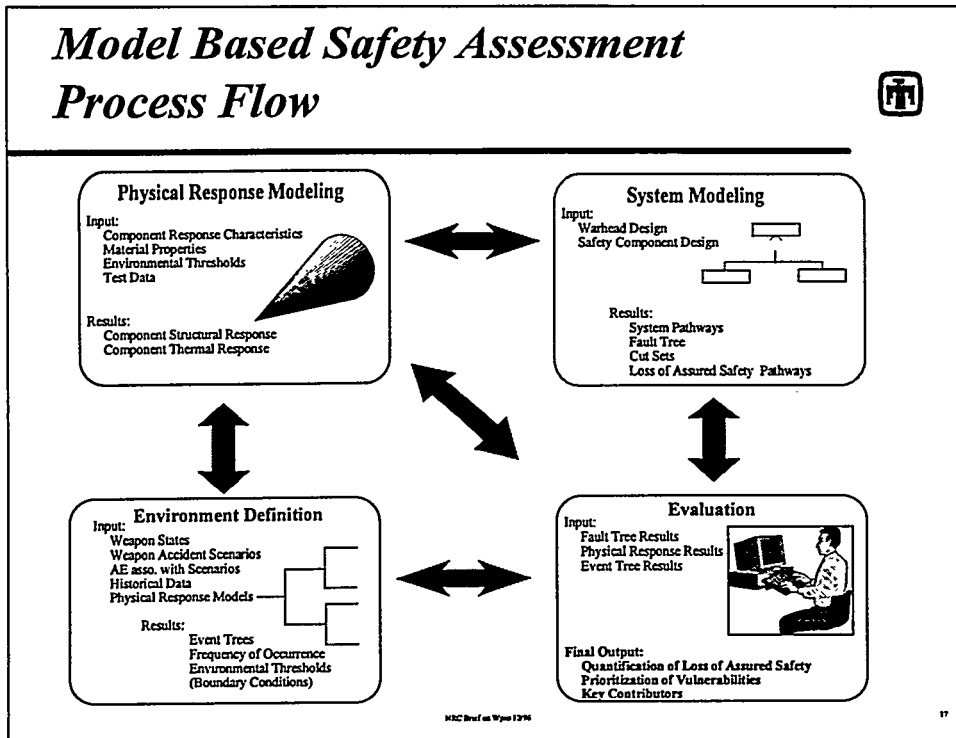 Model Based Safety Assessment
Process Flow
Physical Response Modeling
Input:
Component Response Characteristics
Material Properties
Environmental Thresholds
Test Data
Results:
Component Structural Response
Component Thermal Response
System Modeling
Input:
Warhead Design
Safety Component Design
Results:
System Pathways
Fault Tree
Cut Sets
Loss of Assured Safety Pathways
Environment Definition
Input:
Weapon States
Weapon Accident Scenarios
AE asso. with Scenarios
Historical Data
Physical Response Models
Results:
Event Trees
Frequency of Occurrence
Environmental Thresholds
(Boundary Conditions)
Evaluation
Input:
Fault Tree Results
Physical Response Results
Event Tree Results
Final Output:
Quantification of Loss of Assured Safety
Prioritization of Vulnerabilities
Key Contributors
NRC Brief on 12/96
17